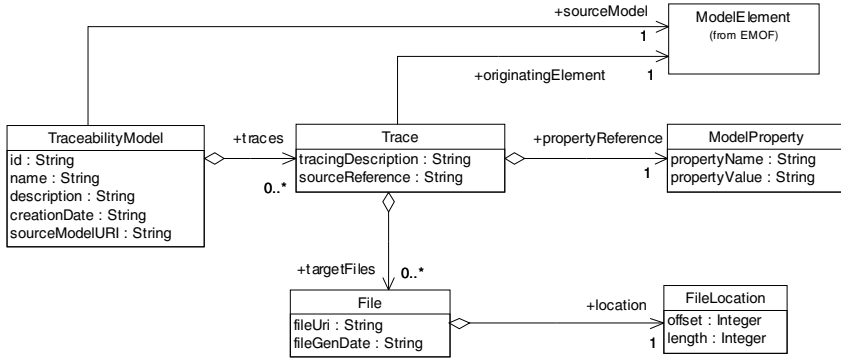 +sourceModel
1
ModelElement
(from EMOF)
+originatingElement
1
TraceabilityModel
id : String
name : String
description : String
creationDate : String
sourceModelURI : String
+traces
0..*
Trace
tracingDescription : String
sourceReference : String
+propertyReference
1
ModelProperty
propertyName : String
propertyValue : String
+targetFiles
0..*
File
fileUri : String
fileGenDate : String
+location
1
FileLocation
offset : Integer
length : Integer